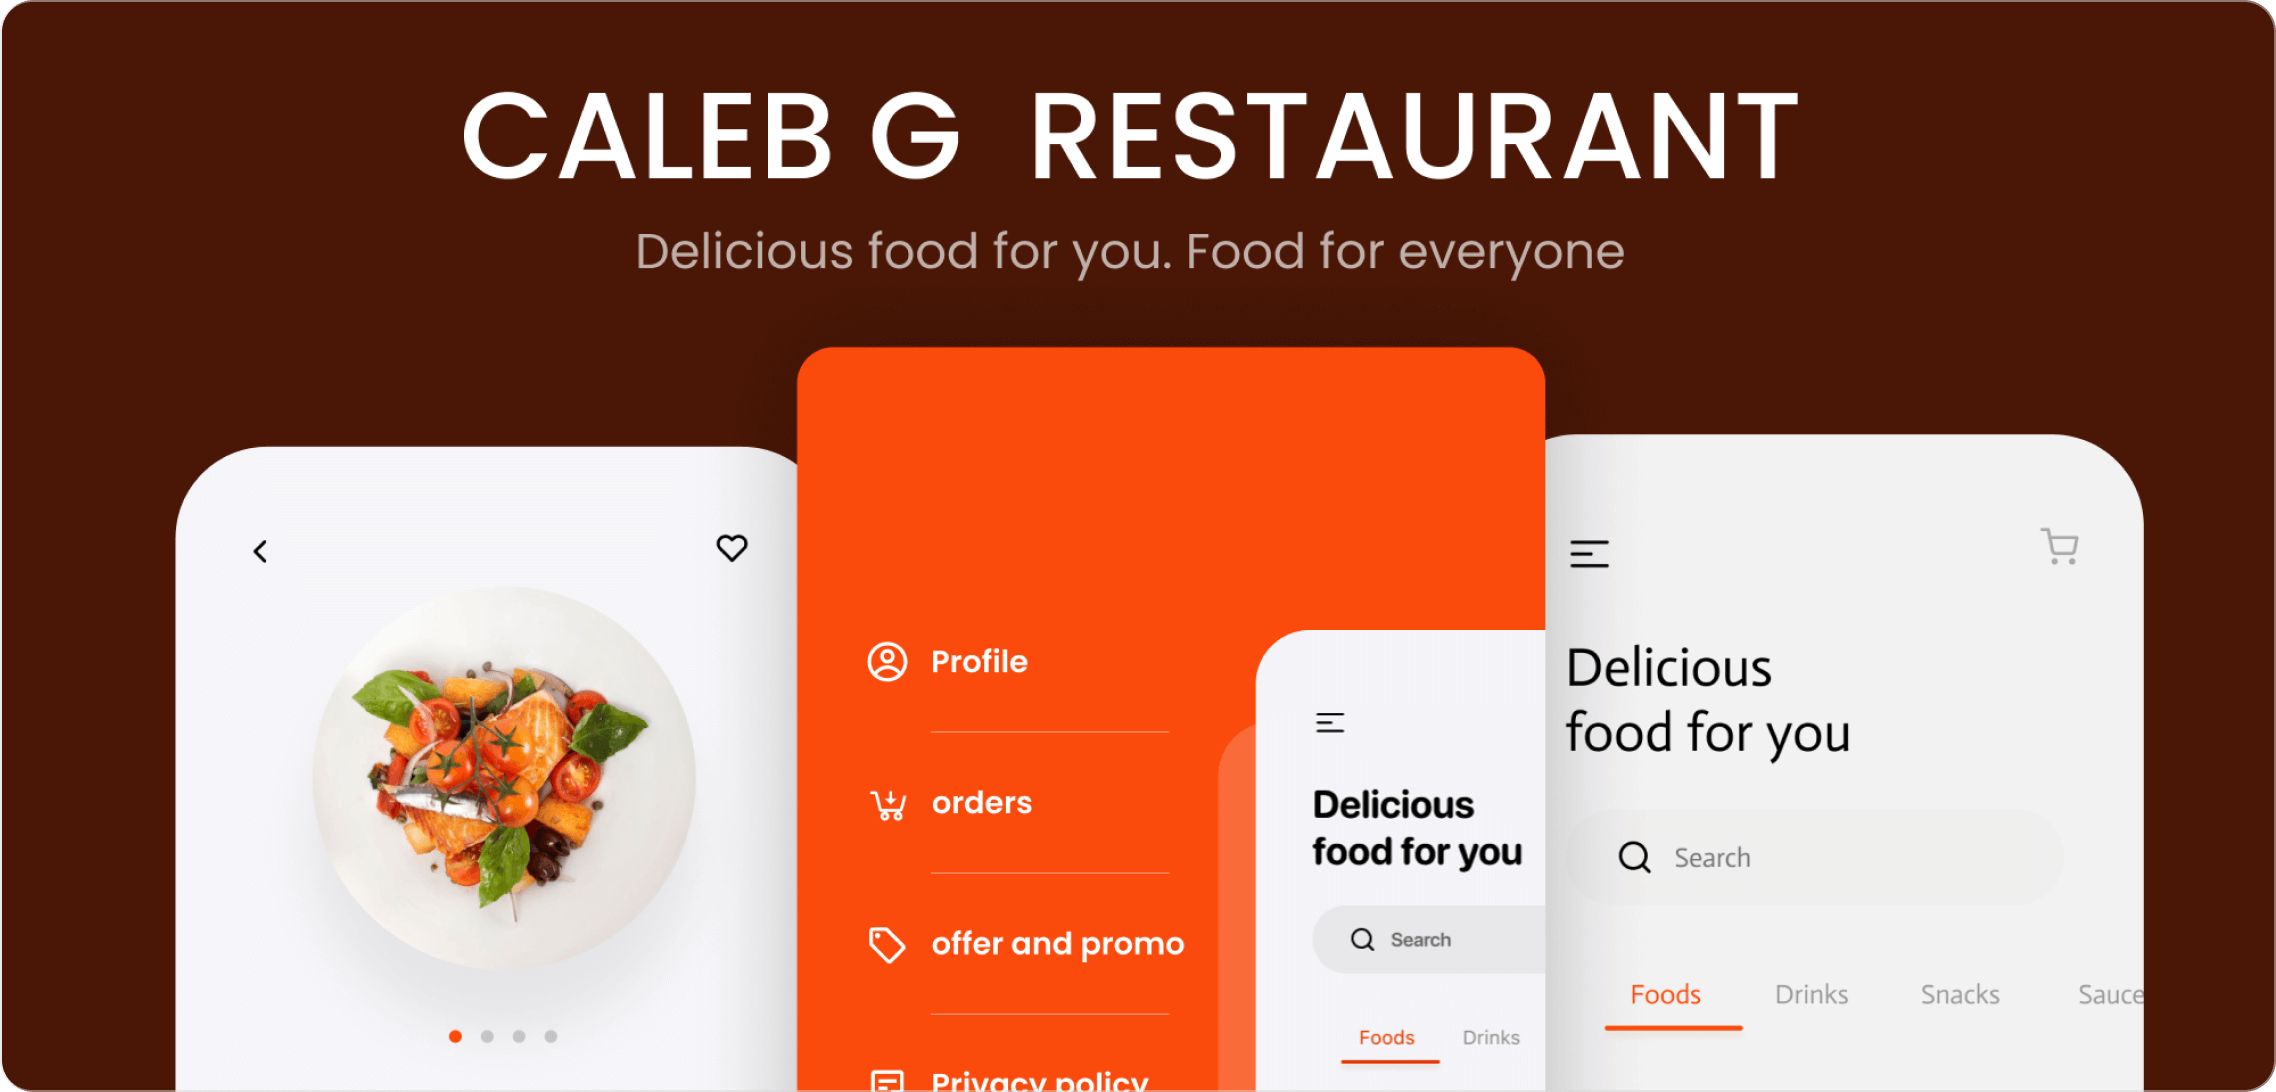 CALEB G  RESTAURANT
Delicious food for you. Food for everyone
Profile
orders
offer and promo
Privacy policy
Delicious
food for you
Search
Foods Drinks
Delicious
food for you
Search
Foods Drinks Snacks Sauce